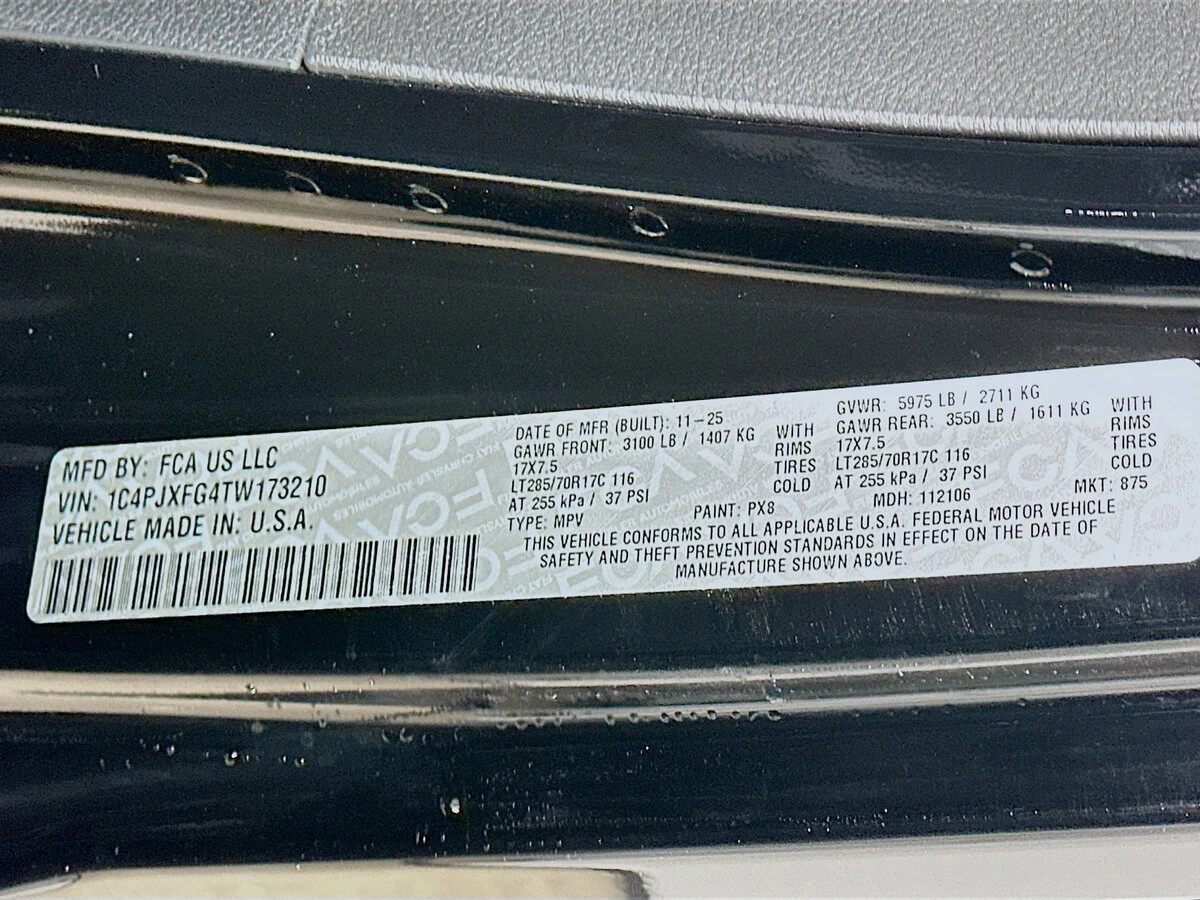 MFD BY: FCA US LLC
VIN: 1C4PJXFG4TW173210
VEHICLE MADE IN: U.S.A.
DATE OF MFR (BUILT): 11-25
GVWR: 5975 LB / 2711 KG
GAWR FRONT: 3100 LB / 1407 KG WITH
17X7.5 RIMS
LT285/70R17C 116 TIRES
AT 255 kPa / 37 PSI COLD
GAWR REAR: 3550 LB / 1611 KG WITH
17X7.5 RIMS
LT285/70R17C 116 TIRES
AT 255 kPa / 37 PSI COLD
TYPE: MPV PAINT: PX8 MDH: 112106 MKT: 875
THIS VEHICLE CONFORMS TO ALL APPLICABLE U.S.A. FEDERAL MOTOR VEHICLE
SAFETY AND THEFT PREVENTION STANDARDS IN EFFECT ON THE DATE OF
MANUFACTURE SHOWN ABOVE.